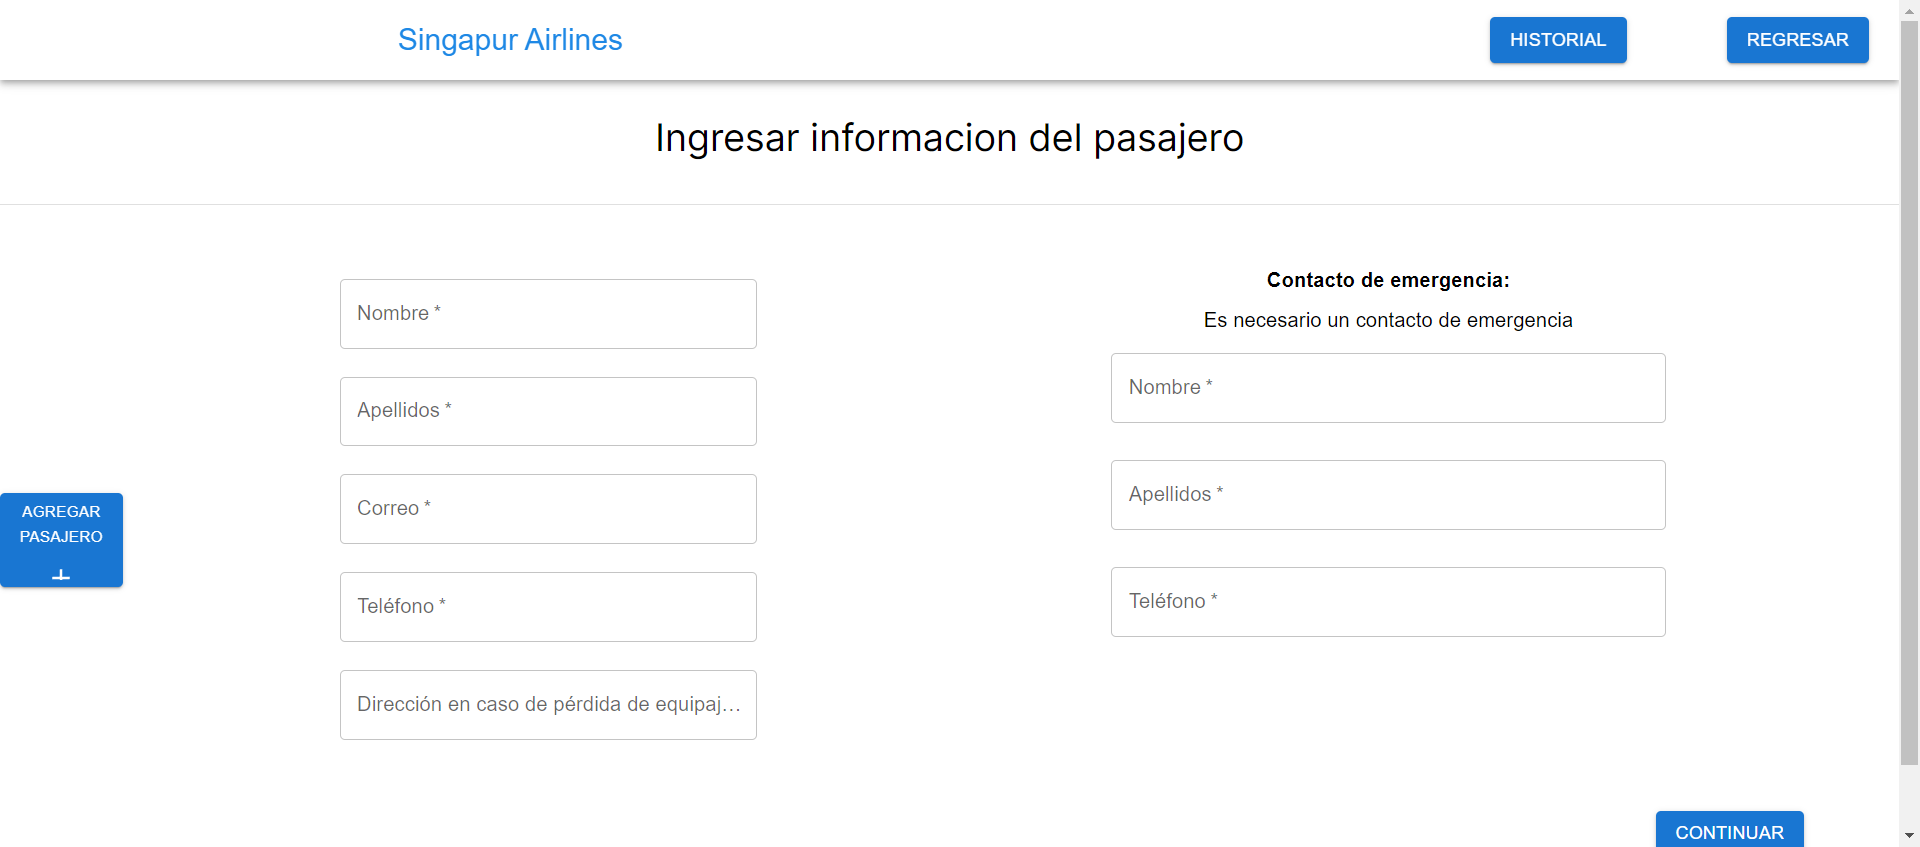 Singapur Airlines
HISTORIAL
REGRESAR
Ingresar informacion del pasajero
Nombre *
Apellidos *
Correo *
Teléfono *
Dirección en caso de pérdida de equipaj...
Contacto de emergencia:
Es necesario un contacto de emergencia
Nombre *
Apellidos *
Teléfono *
AGREGAR
PASAJERO
CONTINUAR